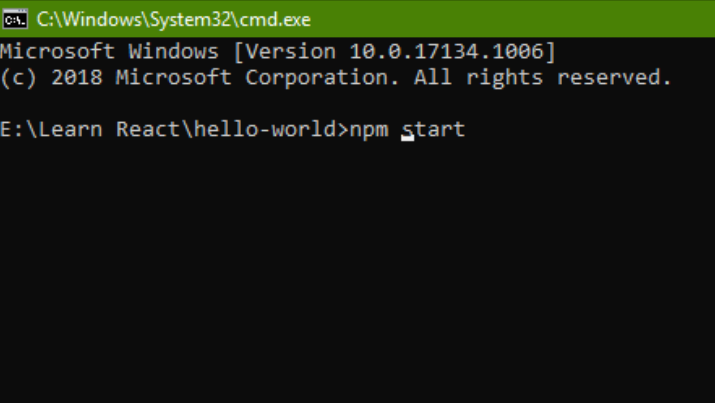 C:\Windows\System32\cmd.exe
Microsoft Windows [Version 10.0.17134.1006]
(c) 2018 Microsoft Corporation. All rights reserved.
E:\Learn React\hello-world>npm start